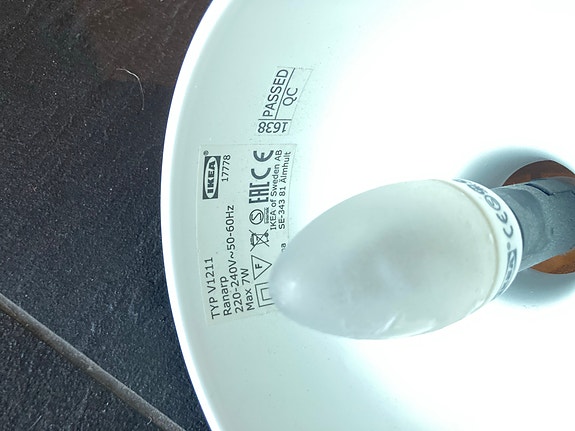 PASSED
QC
1638
IKEA®
17778
TYP V1211
Ranarp
220-240V~50-60Hz
Max 7W
F
EAC CE
IKEA of Sweden AB
SE-343 81 Älmhult
CE